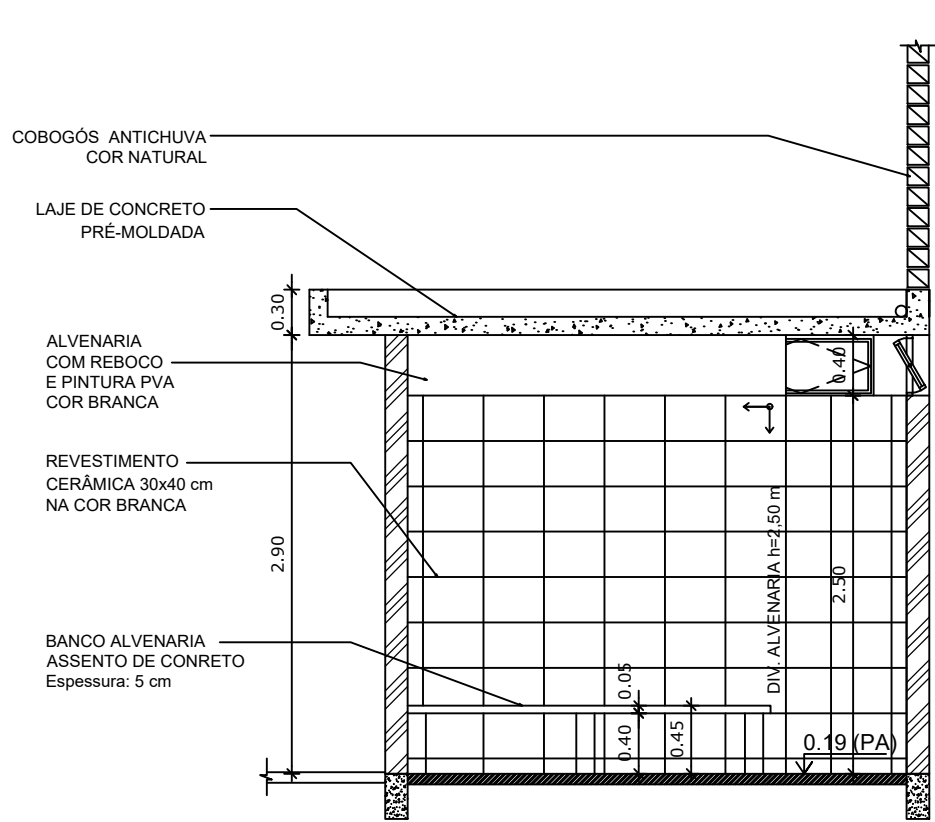 COBOGÓS  ANTICHUVA
COR NATURAL
LAJE DE CONCRETO
PRÉ-MOLDADA
0.30
ALVENARIA
COM REBOCO
E PINTURA PVA
COR BRANCA
0.40
REVESTIMENTO
CERÂMICA 30x40 cm
NA COR BRANCA
2.90
DIV. ALVENARIA h=2,50 m
2.50
BANCO ALVENARIA
ASSENTO DE CONRETO
Espessura: 5 cm
0.05
0.40
0.45
0.19 (PA)